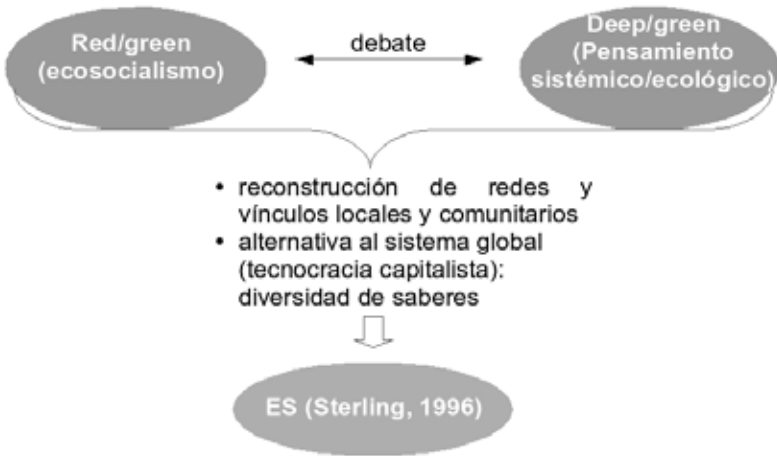 Red/green
(ecosocialismo)
debate
Deep/green
(Pensamiento
sistémico/ecológico)
• reconstrucción de redes y
vínculos locales y comunitarios
• alternativa al sistema global
(tecnocracia capitalista):
diversidad de saberes
ES (Sterling, 1996)